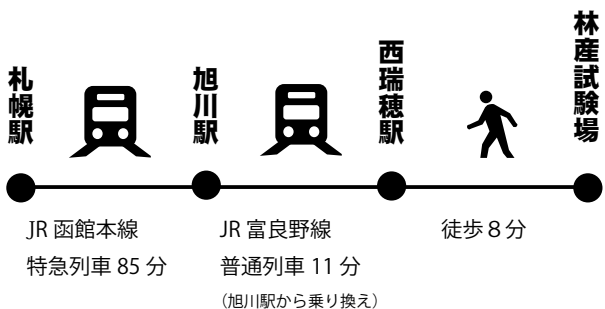 札幌駅
旭川駅
西瑞穂駅
林産試験場
JR 函館本線
特急列車 85 分
JR 富良野線
普通列車 11 分
（旭川駅から乗り換え）
徒歩８分